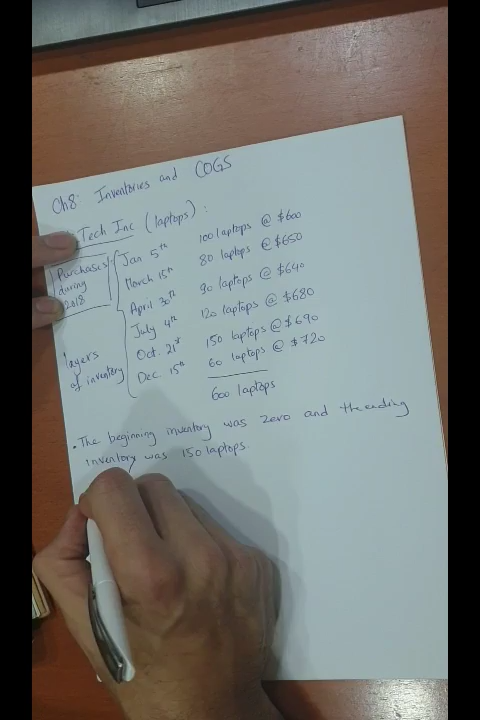 Ch8: Inventories and COGS
Tech Inc (laptops):
Purchases during 2018
Jan 5th 100 laptops @ $600
March 15th 80 laptops @ $650
April 30th 90 laptops @ $640
July 4th 120 laptops @ $680
Oct. 21st 150 laptops @ $690
Dec. 15th 60 laptops @ $720
layers of inventory
600 laptops
• The beginning inventory was zero and the ending
inventory was 150 laptops.